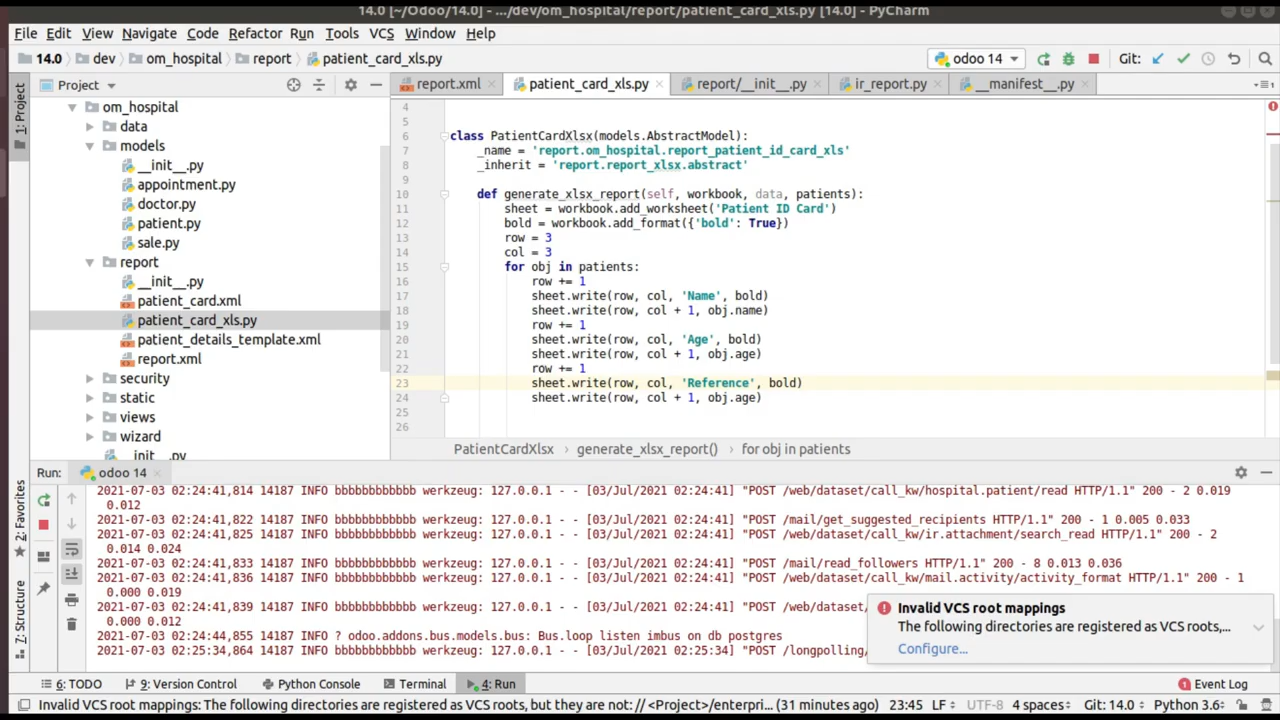 14.0 [~/Odoo/14.0] - .../dev/om_hospital/report/patient_card_xls.py [14.0] - PyCharm
File Edit View Navigate Code Refactor Run Tools VCS Window Help
14.0 dev om_hospital report patient_card_xls.py odoo 14 Git:
Project report.xml patient_card_xls.py report/__init__.py ir_report.py __manifest__.py
1: Project
om_hospital
data
models
__init__.py
appointment.py
doctor.py
patient.py
sale.py
report
__init__.py
patient_card.xml
patient_card_xls.py
patient_details_template.xml
report.xml
security
static
views
wizard
__init__.py
4
5
6 class PatientCardXlsx(models.AbstractModel):
7 _name = 'report.om_hospital.report_patient_id_card_xls'
8 _inherit = 'report.report_xlsx.abstract'
9
10 def generate_xlsx_report(self, workbook, data, patients):
11 sheet = workbook.add_worksheet('Patient ID Card')
12 bold = workbook.add_format({'bold': True})
13 row = 3
14 col = 3
15 for obj in patients:
16 row += 1
17 sheet.write(row, col, 'Name', bold)
18 sheet.write(row, col + 1, obj.name)
19 row += 1
20 sheet.write(row, col, 'Age', bold)
21 sheet.write(row, col + 1, obj.age)
22 row += 1
23 sheet.write(row, col, 'Reference', bold)
24 sheet.write(row, col + 1, obj.age)
25
26
PatientCardXlsx › generate_xlsx_report() › for obj in patients
Run: odoo 14
2: Favorites
7: Structure
2021-07-03 02:24:41,814 14187 INFO bbbbbbbbbbbb werkzeug: 127.0.0.1 - - [03/Jul/2021 02:24:41] "POST /web/dataset/call_kw/hospital.patient/read HTTP/1.1" 200 - 2 0.019
0.012
2021-07-03 02:24:41,822 14187 INFO bbbbbbbbbbbb werkzeug: 127.0.0.1 - - [03/Jul/2021 02:24:41] "POST /mail/get_suggested_recipients HTTP/1.1" 200 - 1 0.005 0.033
2021-07-03 02:24:41,825 14187 INFO bbbbbbbbbbbb werkzeug: 127.0.0.1 - - [03/Jul/2021 02:24:41] "POST /web/dataset/call_kw/ir.attachment/search_read HTTP/1.1" 200 - 2
0.014 0.024
2021-07-03 02:24:41,833 14187 INFO bbbbbbbbbbbb werkzeug: 127.0.0.1 - - [03/Jul/2021 02:24:41] "POST /mail/read_followers HTTP/1.1" 200 - 8 0.013 0.036
2021-07-03 02:24:41,836 14187 INFO bbbbbbbbbbbb werkzeug: 127.0.0.1 - - [03/Jul/2021 02:24:41] "POST /web/dataset/call_kw/mail.activity/activity_format HTTP/1.1" 200 - 1
0.000 0.019
2021-07-03 02:24:41,839 14187 INFO bbbbbbbbbbbb werkzeug: 127.0.0.1 - - [03/Jul/2021 02:24:41] "POST /web/dataset/
0.000 0.012
2021-07-03 02:24:44,855 14187 INFO ? odoo.addons.bus.models.bus: Bus.loop listen imbus on db postgres
2021-07-03 02:25:34,864 14187 INFO bbbbbbbbbbbb werkzeug: 127.0.0.1 - - [03/Jul/2021 02:25:34] "POST /longpolling/
Invalid VCS root mappings
The following directories are registered as VCS roots,...
Configure...
6: TODO 9: Version Control Python Console Terminal 4: Run 1 Event Log
Invalid VCS root mappings: The following directories are registered as VCS roots, but they are not: // <Project>/enterpri... (31 minutes ago) 23:45 LF UTF-8 4 spaces Git: 14.0 Python 3.6